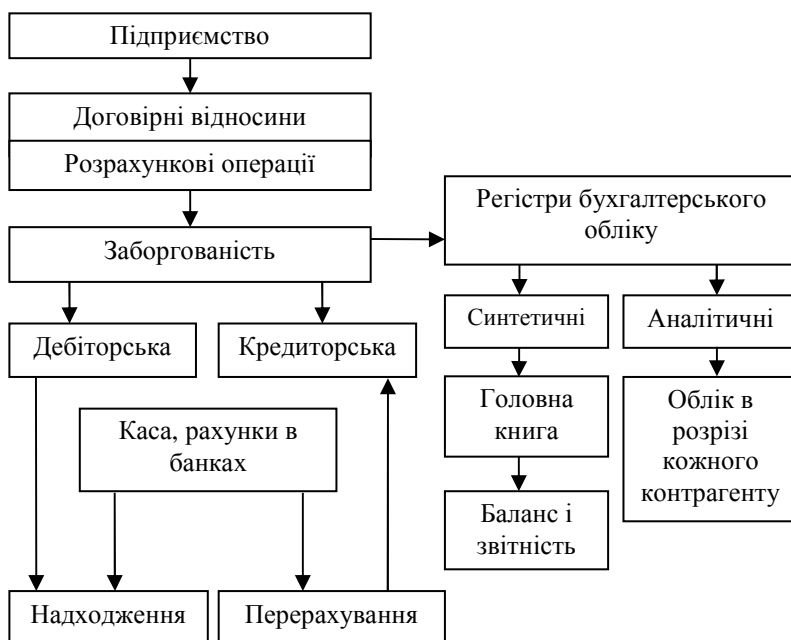 Підприємство
Договірні відносини
Розрахункові операції
Заборгованість
Регістри бухгалтерського
обліку
Дебіторська
Кредиторська
Синтетичні
Аналітичні
Каса, рахунки в
банках
Головна
книга
Облік в
розрізі
кожного
контрагенту
Баланс і
звітність
Надходження
Перерахування